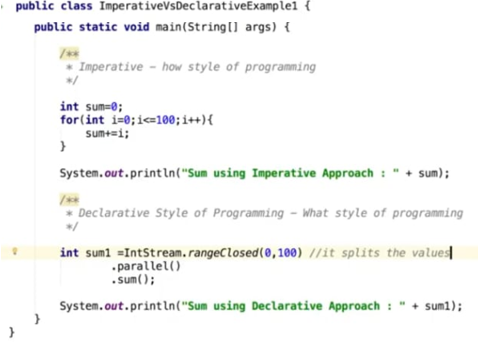 public class ImperativeVsDeclarativeExample1 {
public static void main(String[] args) {
/**
* Imperative – how style of programming
*/
int sum=0;
for(int i=0;i<=100;i++){
sum+=i;
}
System.out.println("Sum using Imperative Approach : " + sum);
/**
* Declarative Style of Programming – What style of programming
*/
int sum1 =IntStream.rangeClosed(0,100) //it splits the values
.parallel()
.sum();
System.out.println("Sum using Declarative Approach : " + sum1);
}
}